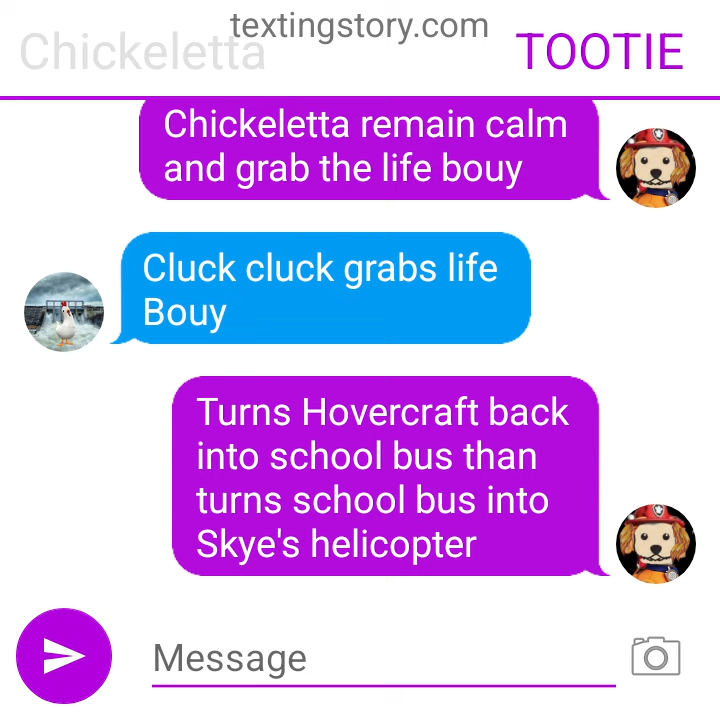 textingstory.com
Chickeletta
TOOTIE
Chickeletta remain calm
and grab the life bouy
Cluck cluck grabs life
Bouy
Turns Hovercraft back
into school bus than
turns school bus into
Skye's helicopter
Message